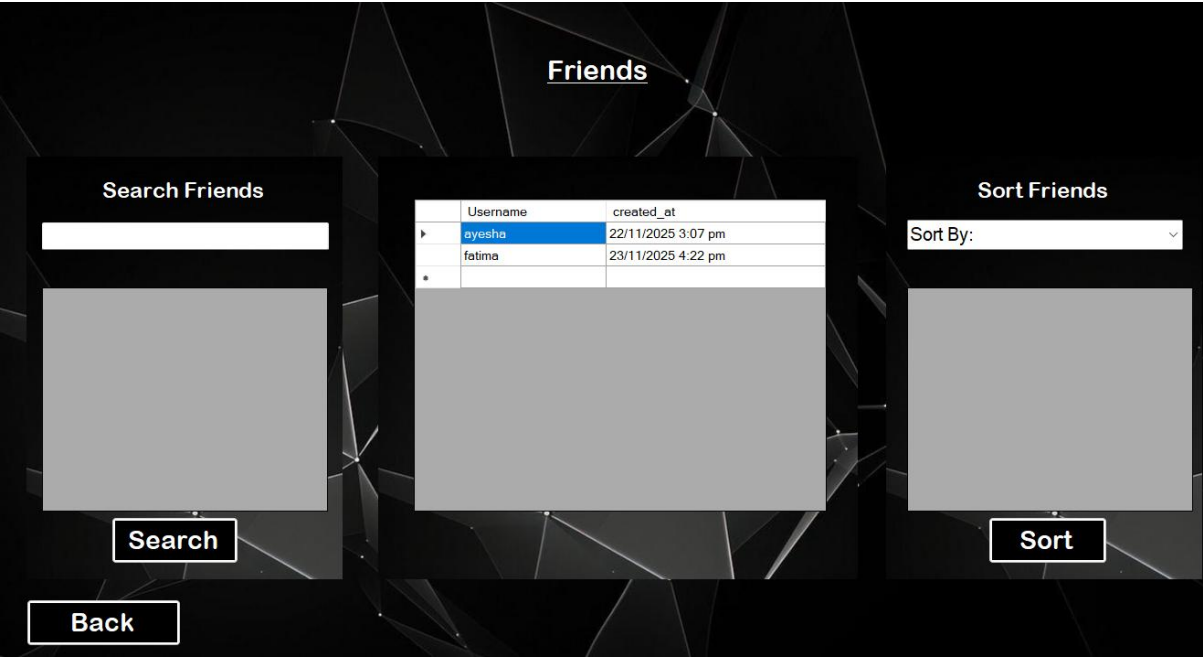 Friends
Search Friends
Username created_at
ayesha 22/11/2025 3:07 pm
fatima 23/11/2025 4:22 pm
Sort Friends
Sort By:
Search
Sort
Back